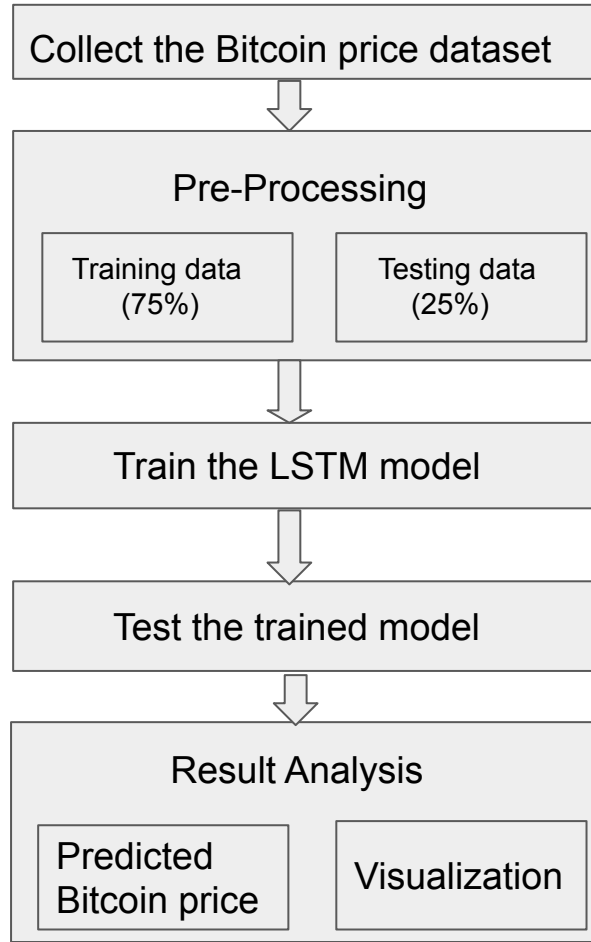 Collect the Bitcoin price dataset
Pre-Processing
Training data
(75%)
Testing data
(25%)
Train the LSTM model
Test the trained model
Result Analysis
Predicted
Bitcoin price
Visualization